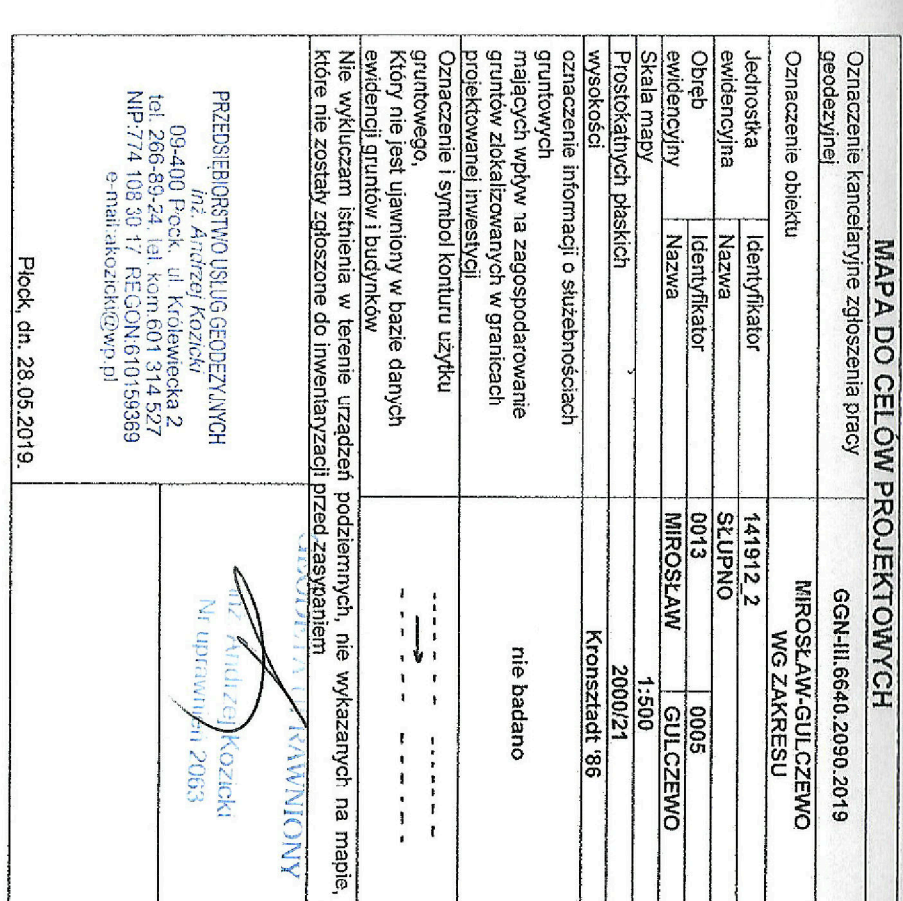 MAPA DO CELÓW PROJEKTOWYCH
Oznaczenie kancelaryjne zgłoszenia pracy
geodezyjnej
GGN-III.6640.2090.2019
Oznaczenie obiektu
MIROSŁAW-GULCZEWO
WG ZAKRESU
Jednostka
ewidencyjna
Identyfikator
141912_2
Nazwa
SŁUPNO
Obręb
ewidencyjny
Identyfikator
0013
0005
Nazwa
MIROSŁAW
GULCZEWO
Skala mapy
1:500
Prostokątnych płaskich
2000/21
wysokości
Kronsztadt '86
oznaczenie informacji o służebnościach
gruntowych
mających wpływ na zagospodarowanie
gruntów zlokalizowanych w granicach
projektowanej inwestycji
nie badano
Oznaczenie i symbol konturu użytku
gruntowego,
Który nie jest ujawniony w bazie danych
ewidencji gruntów i budynków
Nie wykluczam istnienia w terenie urządzeń podziemnych, nie wykazanych na mapie,
które nie zostały zgłoszone do inwentaryzacji przed zasypaniem
PRZEDSIĘBIORSTWO USŁUG GEODEZYJNYCH
inż. Andrzej Kozicki
09-400 Płock, ul. Królewiecka 2
tel. 266-89-24, tel. kom.601 314 527
NIP:774 108 30 17 REGON:610159369
e-mail:akozicki@wp.pl
GEODETA UPRAWNIONY
inż. Andrzej Kozicki
Nr uprawnień 2063
Płock, dn. 28.05.2019.